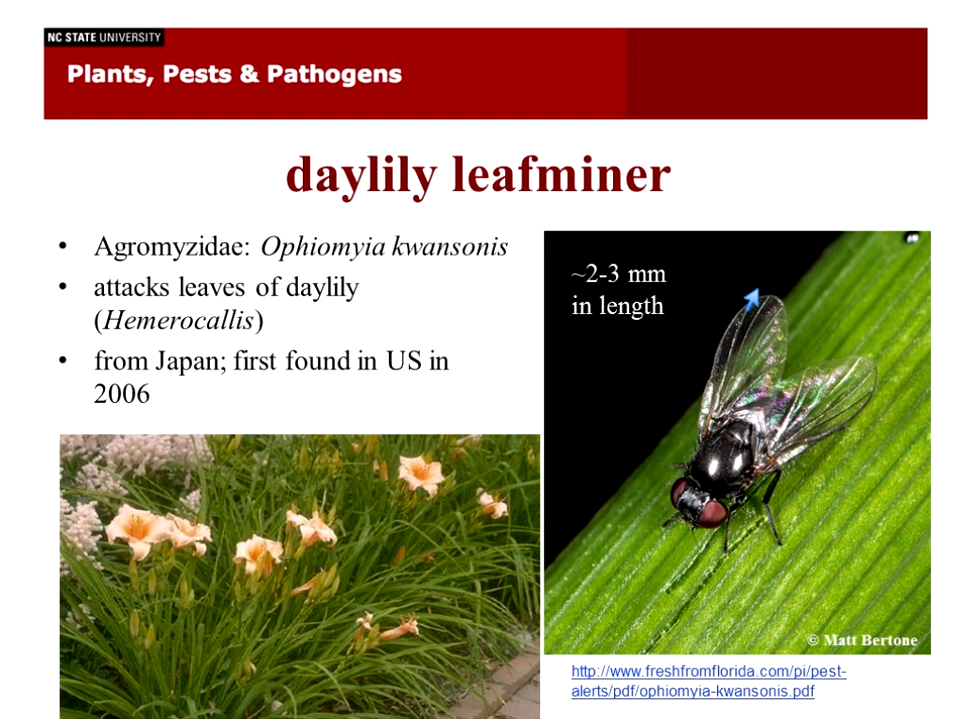 NC STATE UNIVERSITY
Plants, Pests & Pathogens
daylily leafminer
• Agromyzidae: Ophiomyia kwansonis
• attacks leaves of daylily
(Hemerocallis)
• from Japan; first found in US in
2006
~2-3 mm
in length
© Matt Bertone
http://www.freshfromflorida.com/pi/pest-
alerts/pdf/ophiomyia-kwansonis.pdf